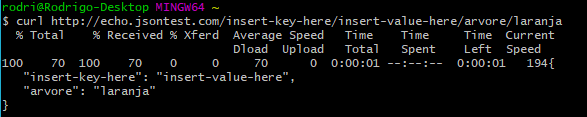 rodri@Rodrigo-Desktop MINGW64 ~
$ curl http://echo.jsontest.com/insert-key-here/insert-value-here/arvore/laranja
  % Total    % Received % Xferd  Average Speed   Time    Time     Time  Current
                                 Dload  Upload   Total   Spent    Left  Speed
100    70  100    70    0     0     70      0  0:00:01 --:--:--  0:00:01   194{
   "insert-key-here": "insert-value-here",
   "arvore": "laranja"
}